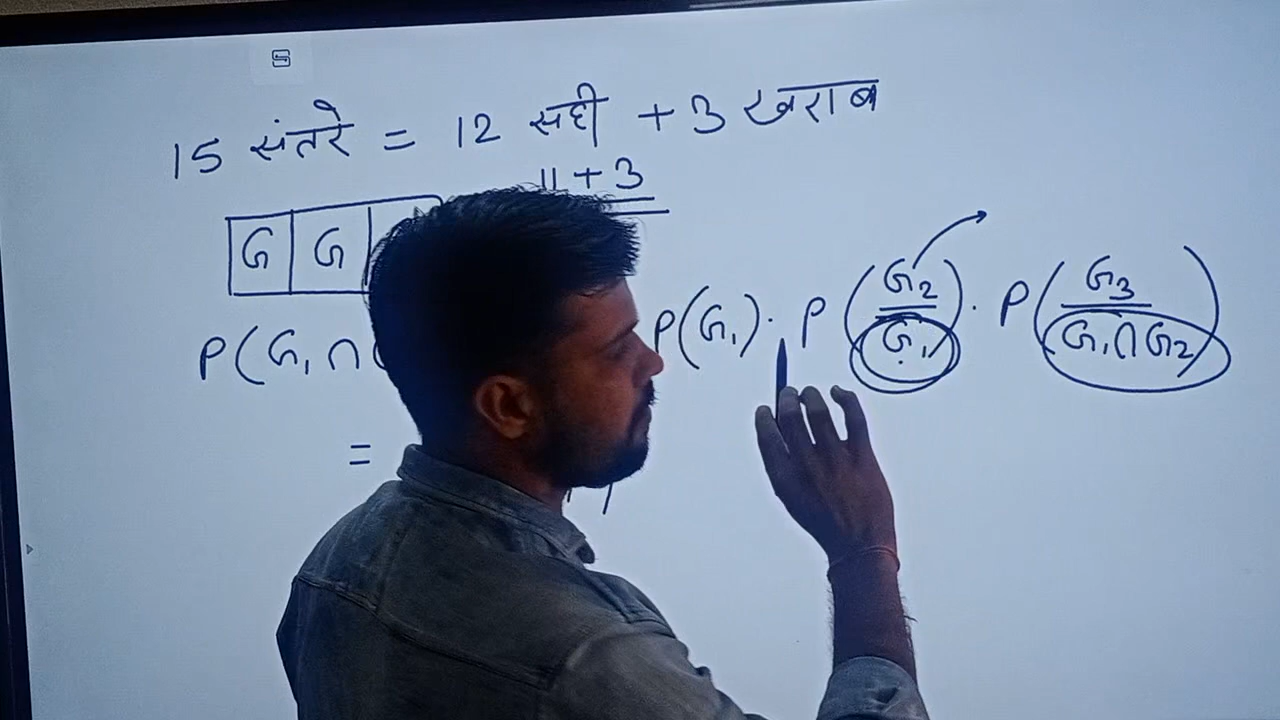 15 संतरे = 12 सही + 3 खराब
11 + 3
G G
P(G₁ ∩ P(G₁) · P(G₂/G₁) · P(G₃/G₁∩G₂)
=